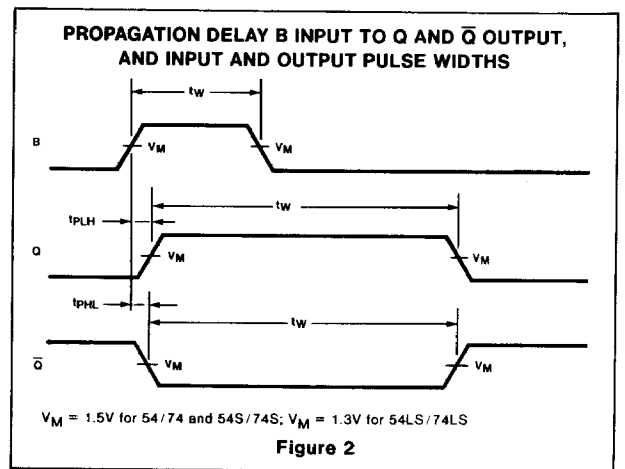 PROPAGATION DELAY B INPUT TO Q AND Q̅ OUTPUT,
AND INPUT AND OUTPUT PULSE WIDTHS
tW
B
VM
VM
tW
tPLH
Q
VM
VM
tPHL
tW
Q̅
VM
VM
VM = 1.5V for 54/74 and 54S/74S; VM = 1.3V for 54LS/74LS
Figure 2